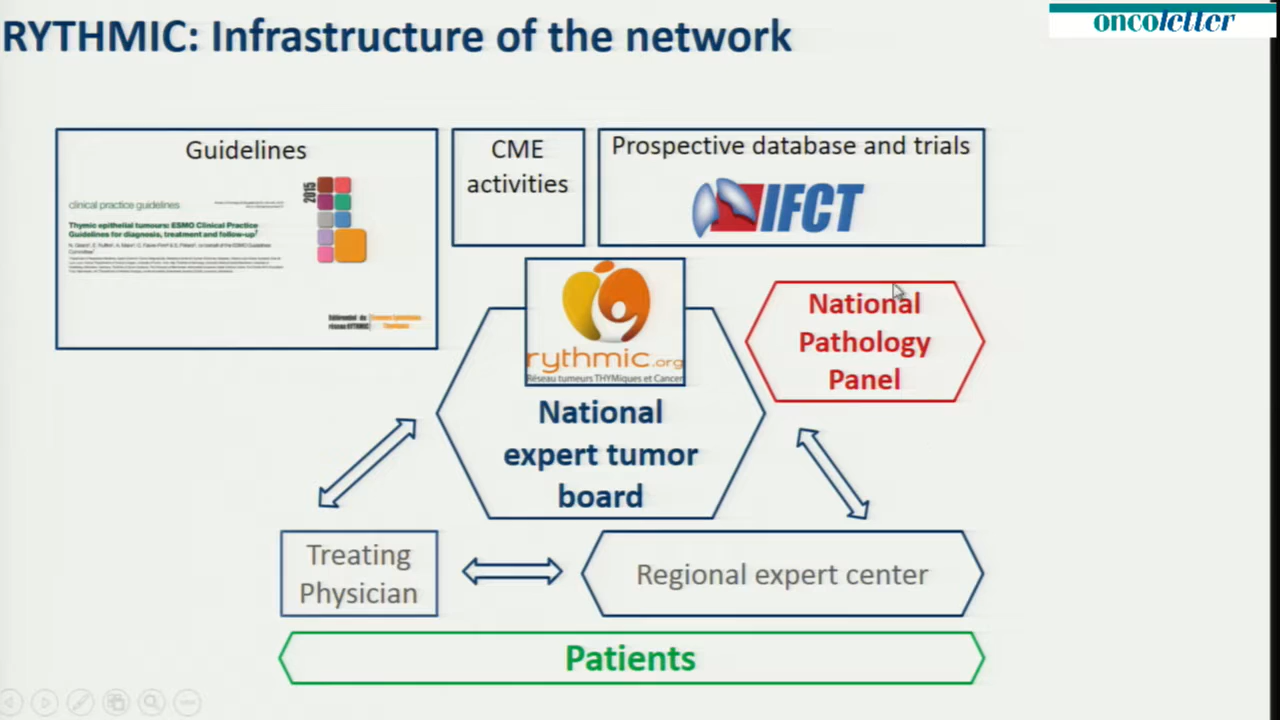 RYTHMIC: Infrastructure of the network
oncoletter
Guidelines
2015
clinical practice guidelines
Thymic epithelial tumours: ESMO Clinical Practice
Guidelines for diagnosis, treatment and follow-up
réseau RYTHMIC
CME
activities
Prospective database and trials
IFCT
rythmic.org
Réseau tumeurs THYMiques et Cancer
National
expert tumor
board
National
Pathology
Panel
Treating
Physician
Regional expert center
Patients